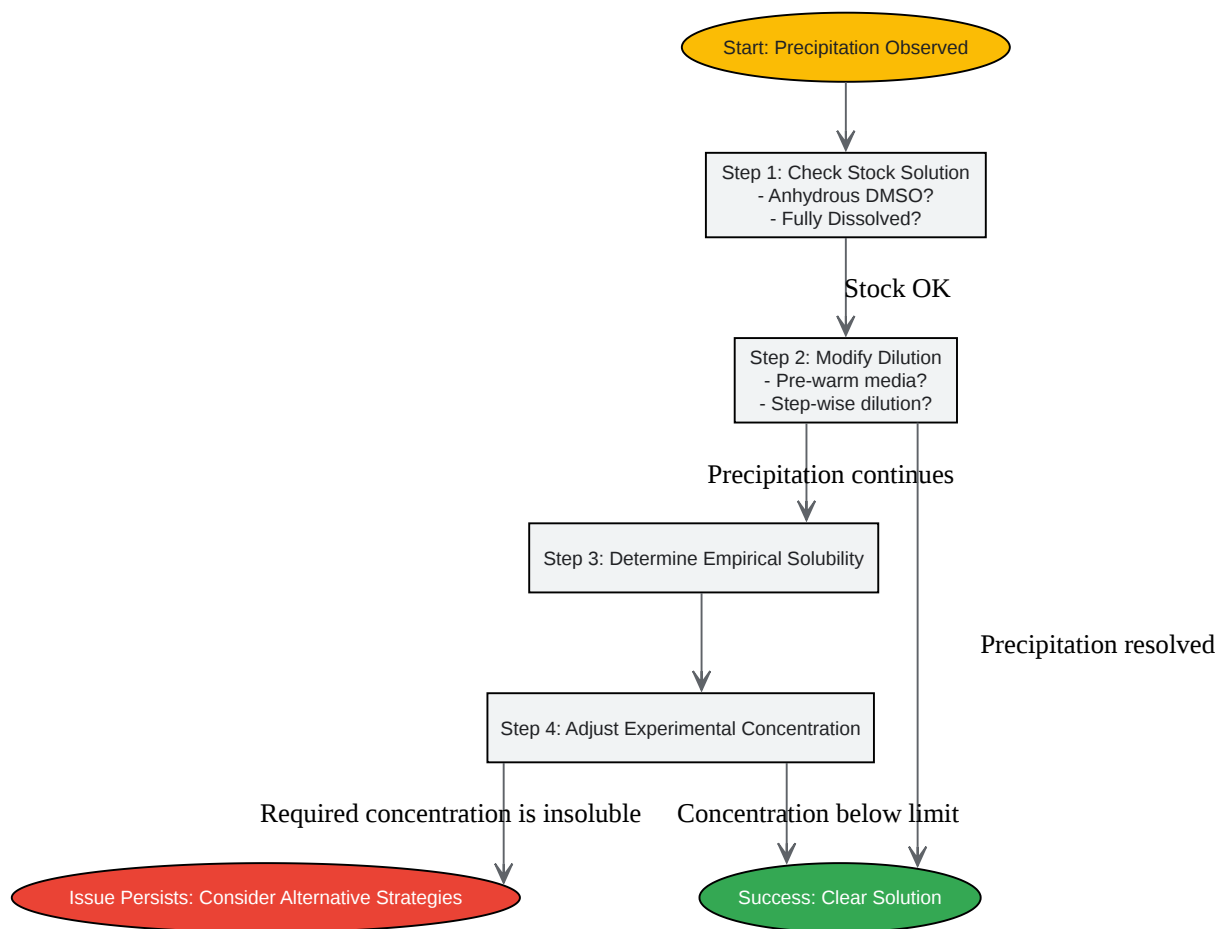 Start: Precipitation Observed
Step 1: Check Stock Solution
- Anhydrous DMSO?
- Fully Dissolved?
Stock OK
Step 2: Modify Dilution
- Pre-warm media?
- Step-wise dilution?
Precipitation continues
Step 3: Determine Empirical Solubility
Precipitation resolved
Step 4: Adjust Experimental Concentration
Required concentration is insoluble
Concentration below limit
Issue Persists: Consider Alternative Strategies
Success: Clear Solution